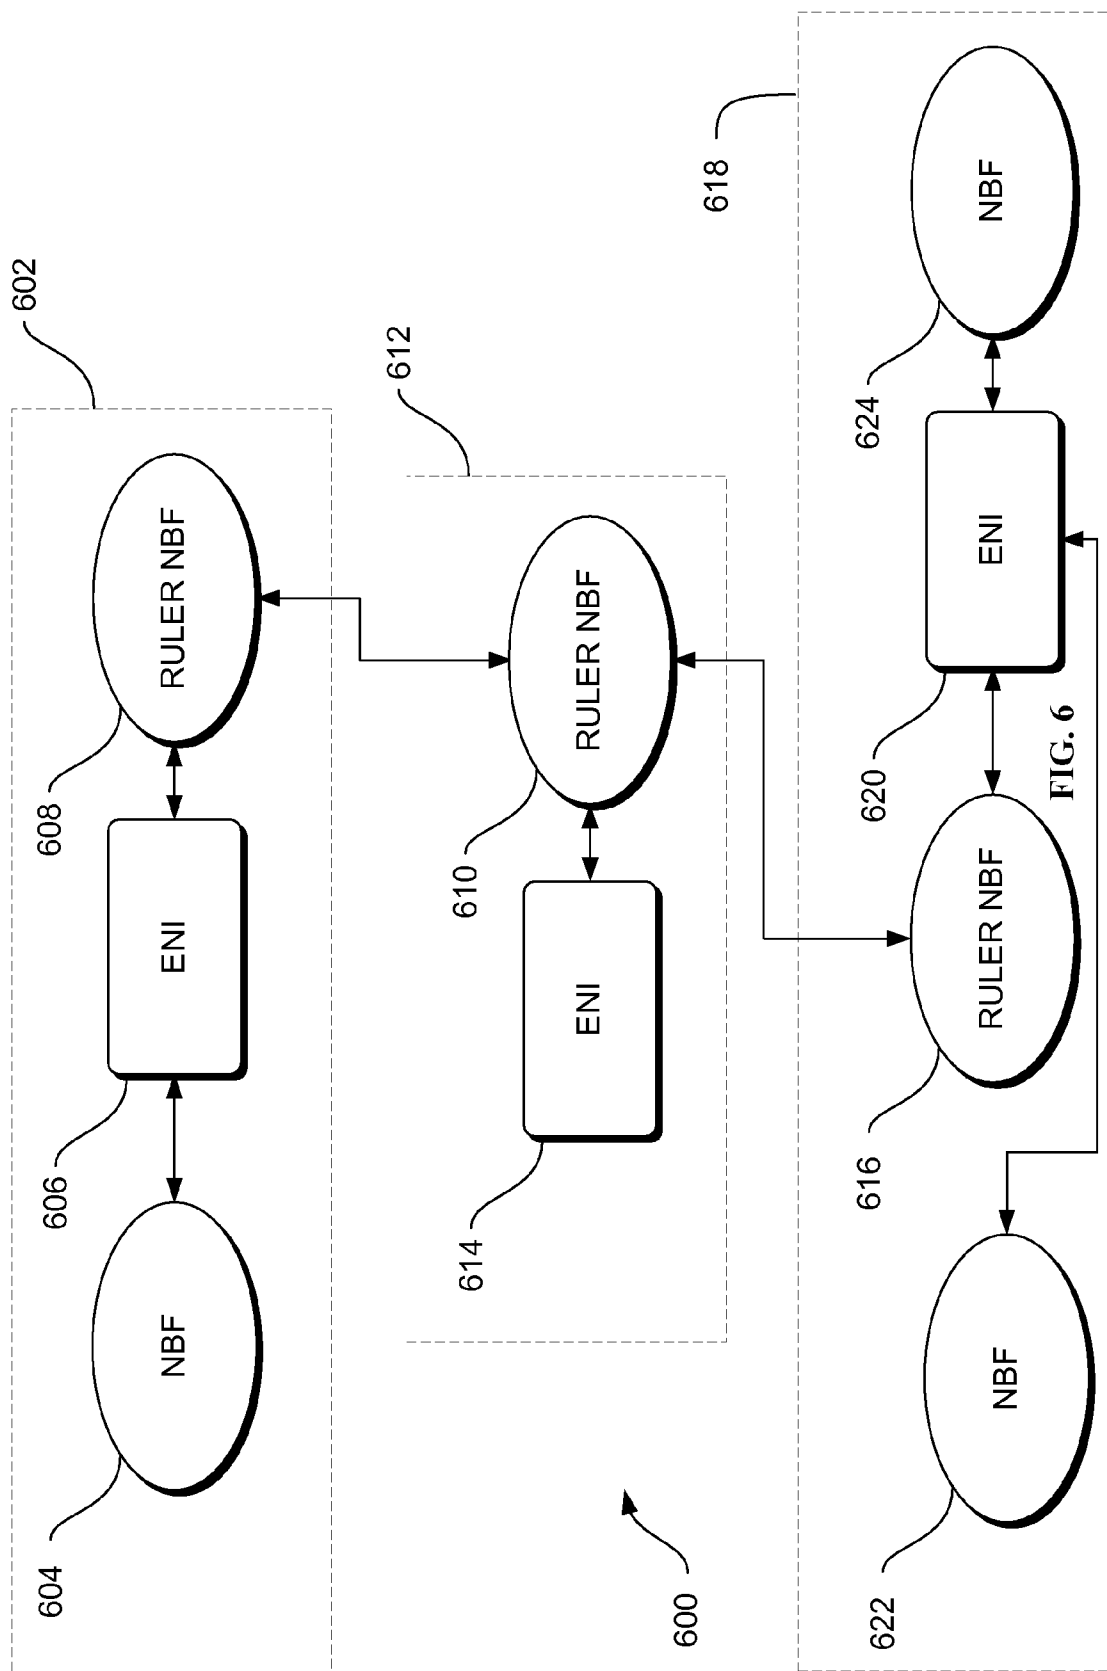 602
604
606
608
NBF
ENI
RULER NBF
612
614
610
ENI
RULER NBF
600
618
622
616
620
624
NBF
RULER NBF
ENI
NBF
FIG. 6